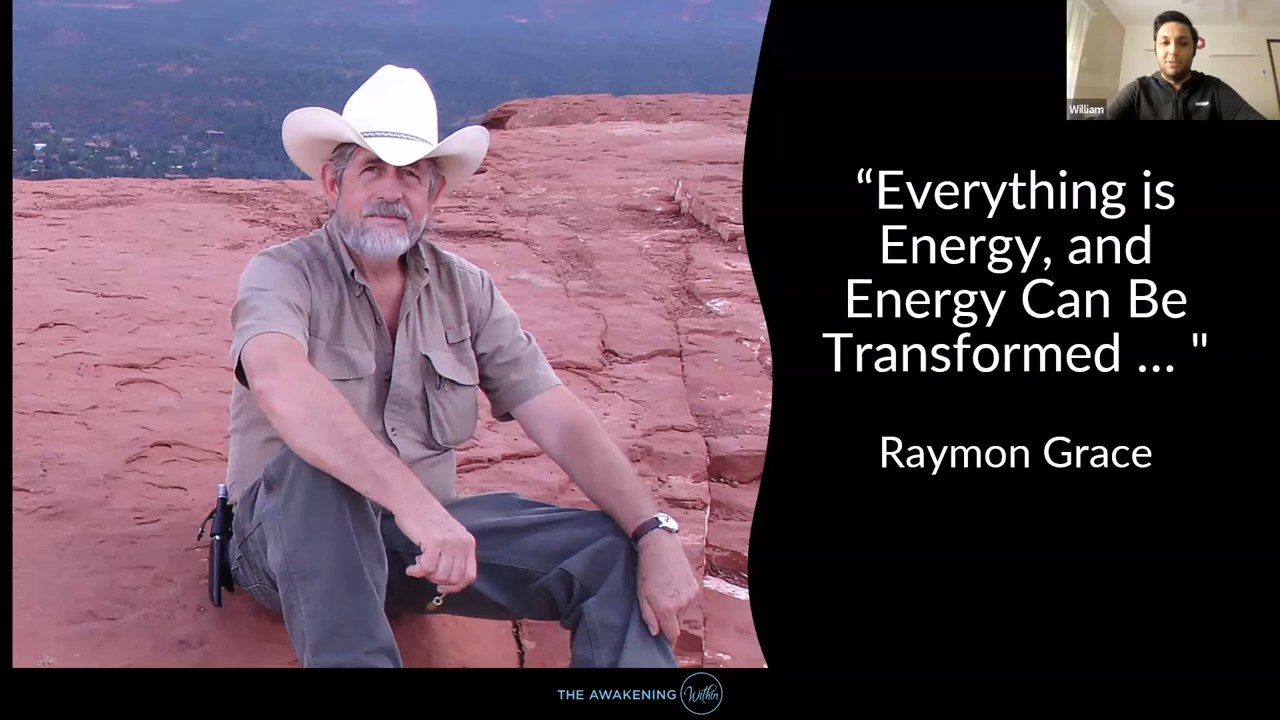 William
“Everything is
Energy, and
Energy Can Be
Transformed ... "
Raymon Grace
THE AWAKENING Within